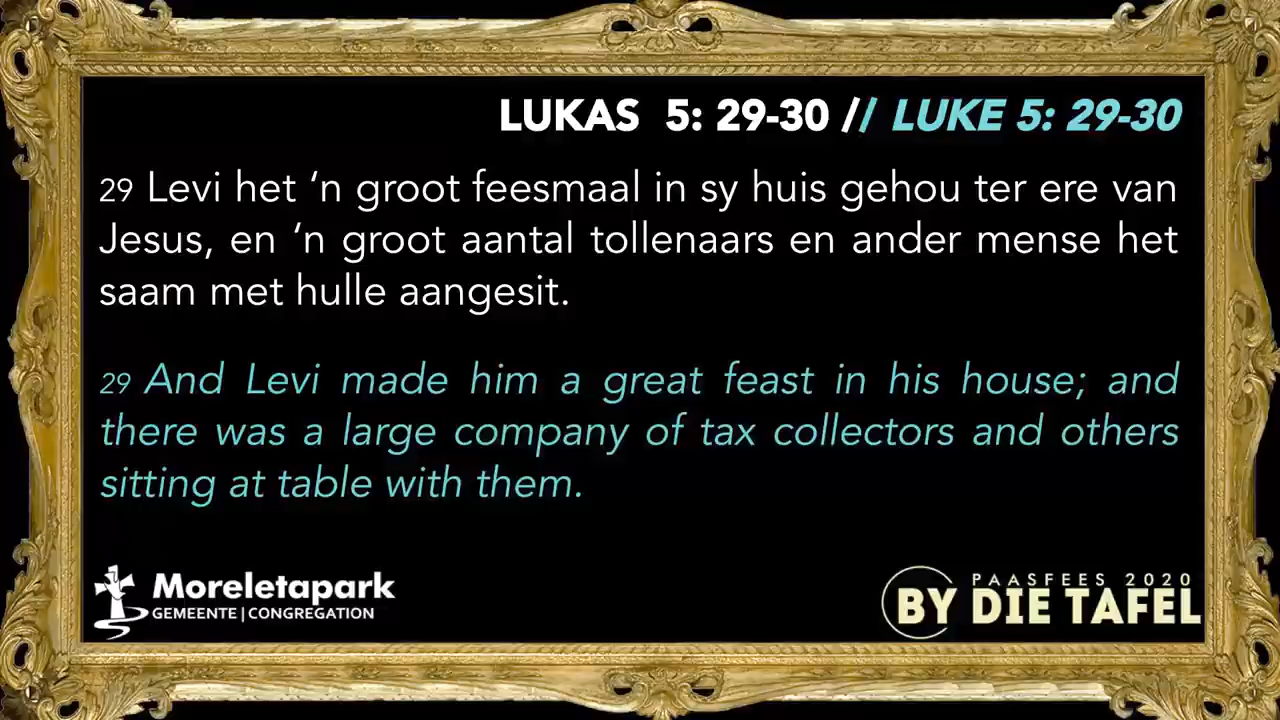 LUKAS 5: 29-30 // LUKE 5: 29-30
29 Levi het ‘n groot feesmaal in sy huis gehou ter ere van
Jesus, en ‘n groot aantal tollenaars en ander mense het
saam met hulle aangesit.
29 And Levi made him a great feast in his house; and
there was a large company of tax collectors and others
sitting at table with them.
Moreletapark
GEMEENTE | CONGREGATION
PAASFEES 2020
BY DIE TAFEL